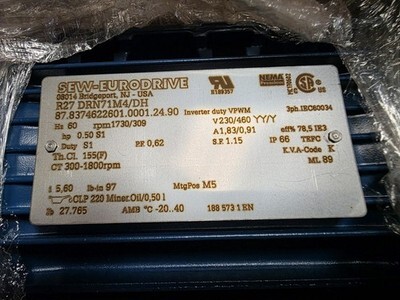 SEW-EURODRIVE
08014 Bridgeport, NJ - USA
R27 DRN71M4/DH
87.8374622601.0001.24.90 Inverter duty VPWM 3ph.IEC60034
Hz 60 rpm1730/309 V230/460 YY/Y
hp 0.50 S1 A1,83/0,91 eff% 78,5 IE3
Duty S1 P.F. 0,62 S.F. 1.15 IP 66 TEFC
Th.Cl. 155(F) K.V.A-Code K
CT 300-1800rpm ML 89
i 5,60 lb-in 97 MtgPos M5
CLP 220 Miner.Oil/0,50 l
Lb 27.765 AMB °C -20..40 188 573 1 EN
NEMA